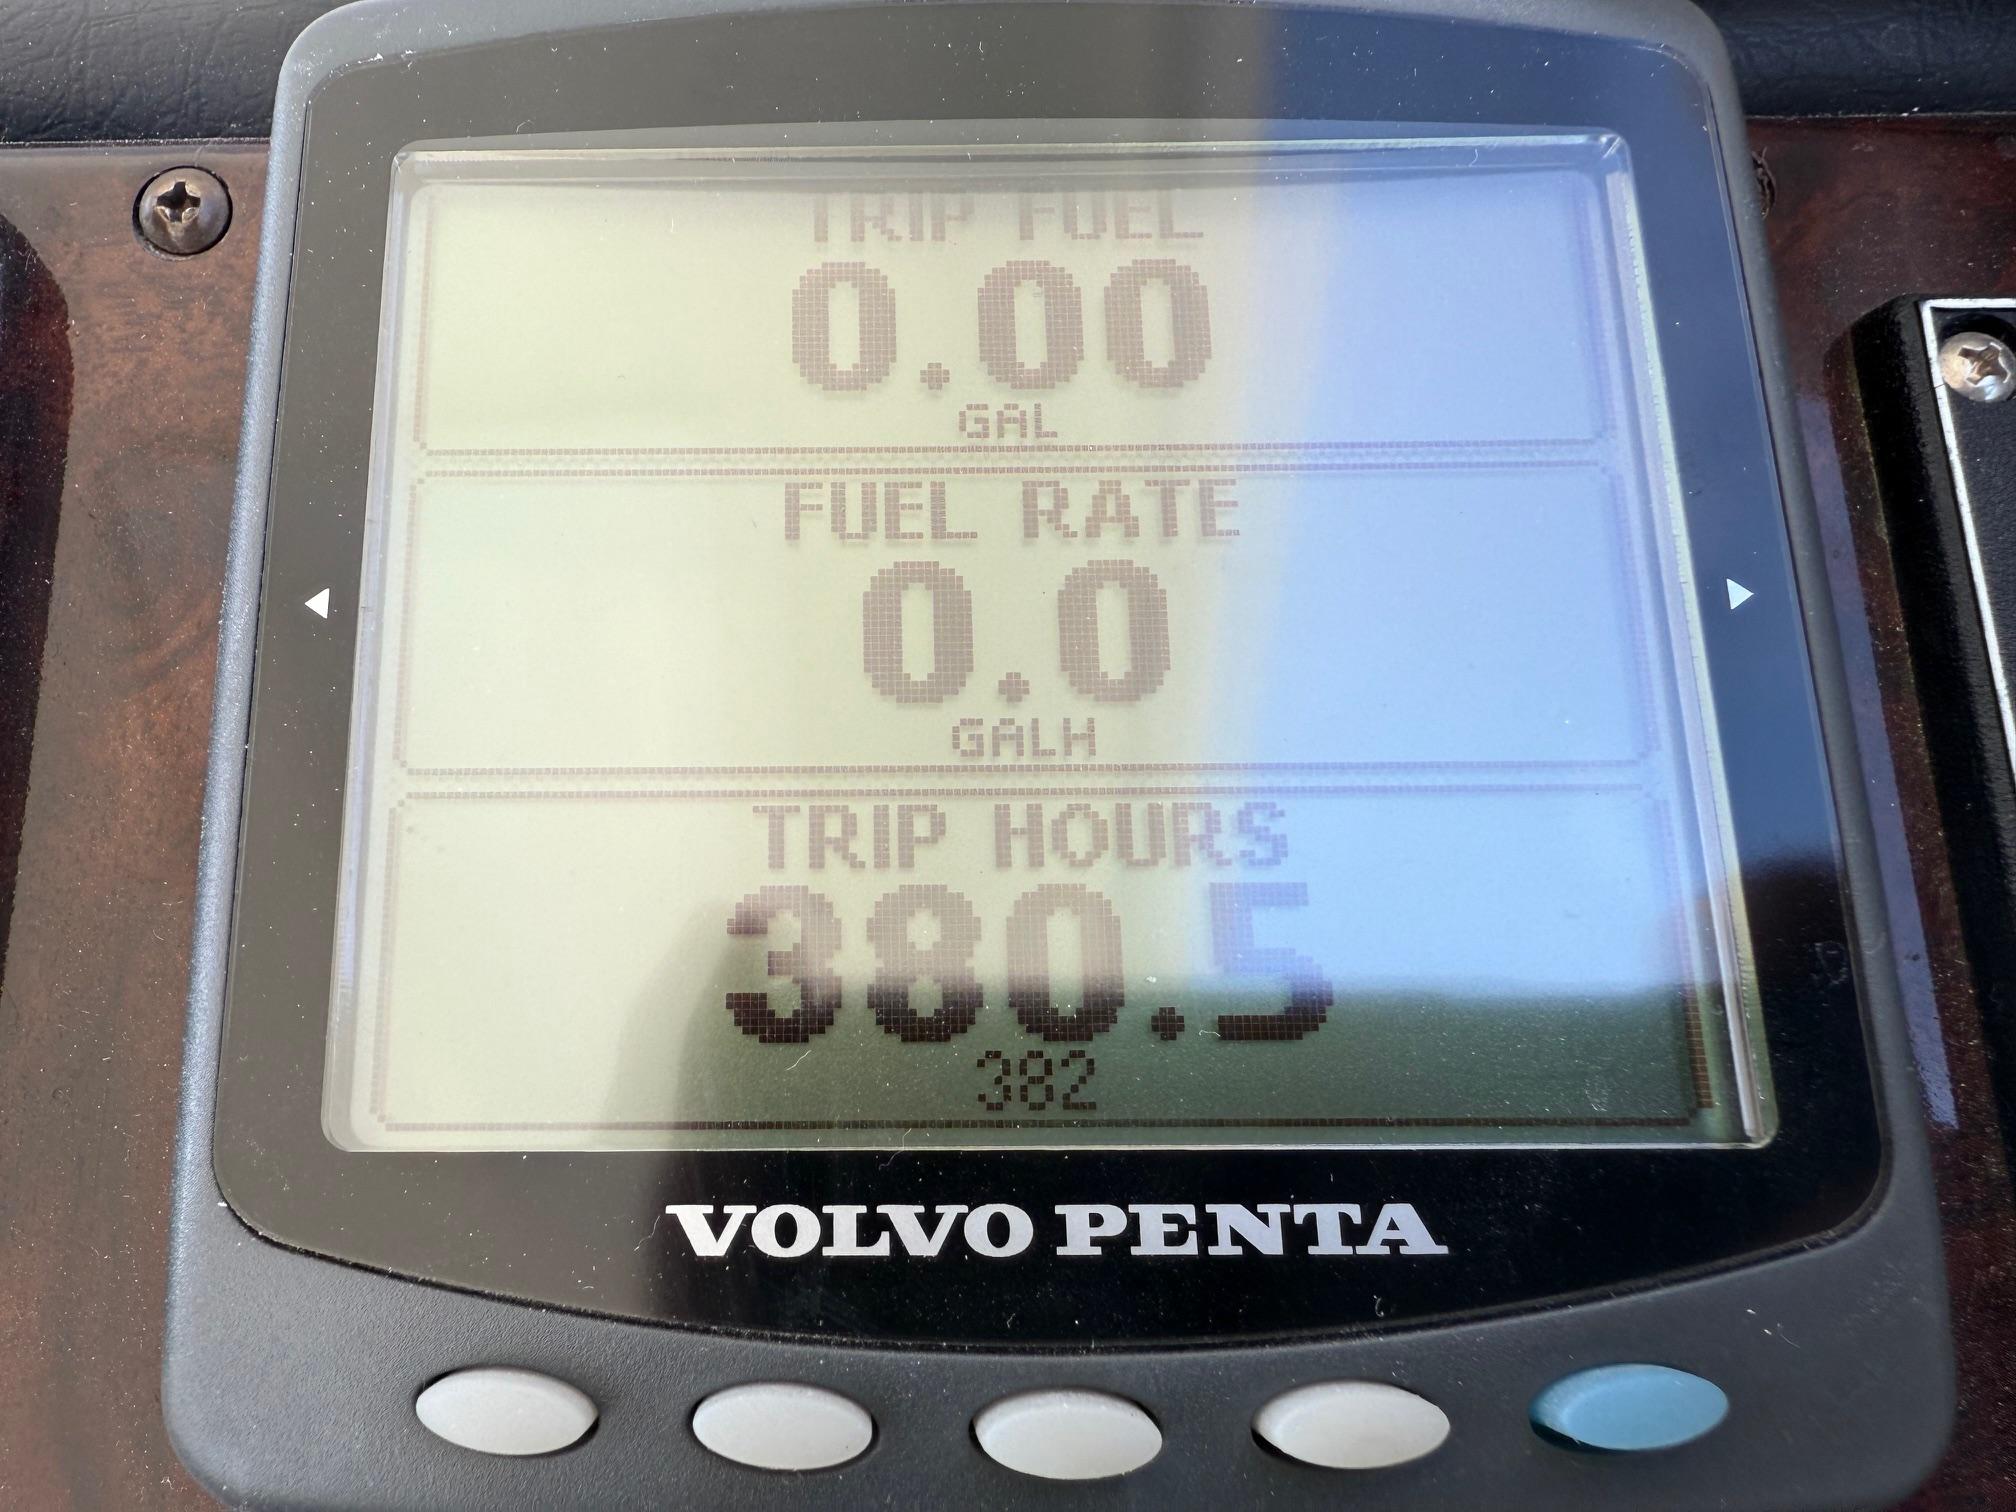 TRIP FUEL
0.00
GAL
FUEL RATE
0.0
GALH
TRIP HOURS
380.5
382
VOLVO PENTA